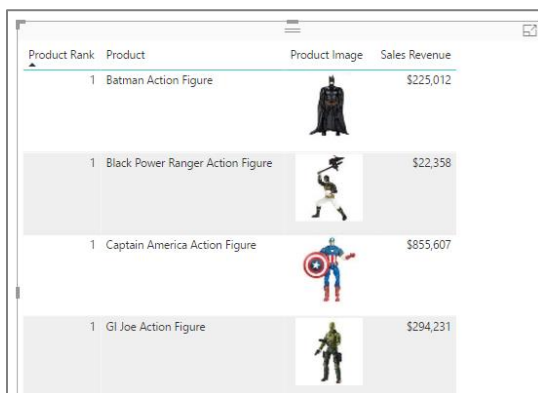 Product Rank Product Product Image Sales Revenue
1 Batman Action Figure $225,012
1 Black Power Ranger Action Figure $22,358
1 Captain America Action Figure $855,607
1 GI Joe Action Figure $294,231